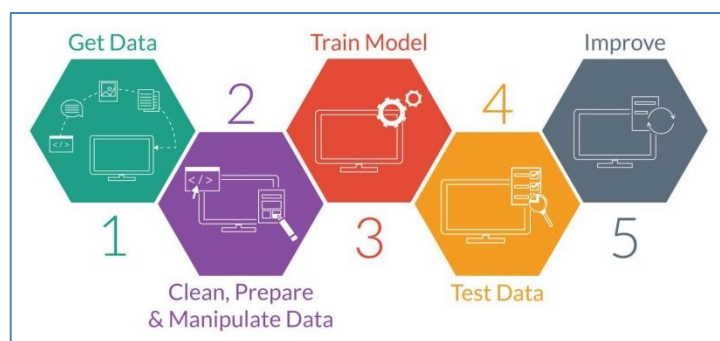 Get Data
1
</>
2
</>
Clean, Prepare
& Manipulate Data
Train Model
3
4
Test Data
Improve
5